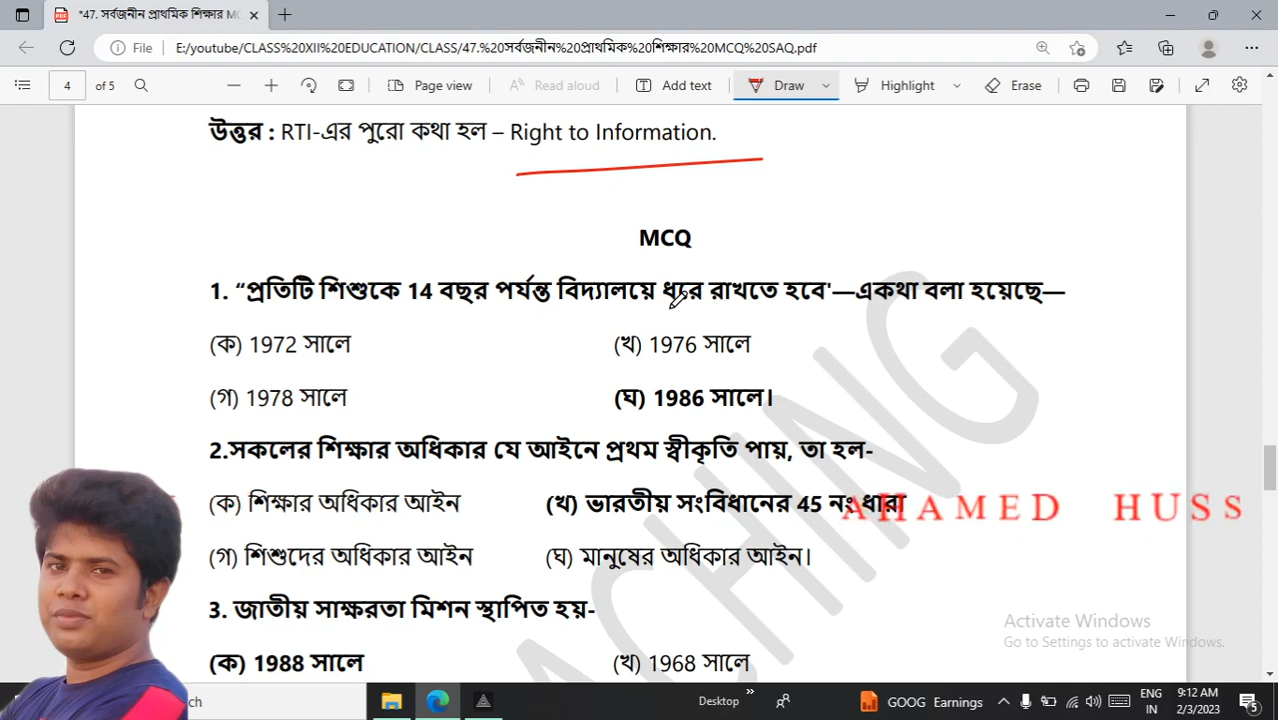 *47. সর্বজনীন প্রাথমিক শিক্ষার MC
File E:/youtube/CLASS%20XII%20EDUCATION/CLASS/47.%20সর্বজনীন%20প্রাথমিক%20শিক্ষার%20MCQ%20SAQ.pdf
4 of 5 Page view Read aloud Add text Draw Highlight Erase
উত্তর : RTI-এর পুরো কথা হল – Right to Information.
MCQ
1. “প্রতিটি শিশুকে 14 বছর পর্যন্ত বিদ্যালয়ে ধরে রাখতে হবে'—একথা বলা হয়েছে—
(ক) 1972 সালে (খ) 1976 সালে
(গ) 1978 সালে (ঘ) 1986 সালে।
2.সকলের শিক্ষার অধিকার যে আইনে প্রথম স্বীকৃতি পায়, তা হল-
(ক) শিক্ষার অধিকার আইন (খ) ভারতীয় সংবিধানের 45 নং ধারা
AHAMED HUSS
(গ) শিশুদের অধিকার আইন (ঘ) মানুষের অধিকার আইন।
3. জাতীয় সাক্ষরতা মিশন স্থাপিত হয়-
(ক) 1988 সালে (খ) 1968 সালে
ACHING
Activate Windows
Go to Settings to activate Windows.
rch Desktop GOOG Earnings ENG IN 9:12 AM 2/3/2023 5